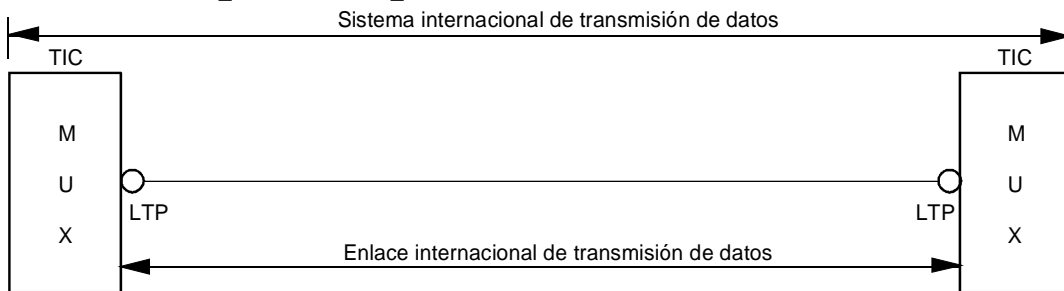 Sistema internacional de transmisión de datos
TIC
TIC
M
U
X
M
U
X
LTP
LTP
Enlace internacional de transmisión de datos